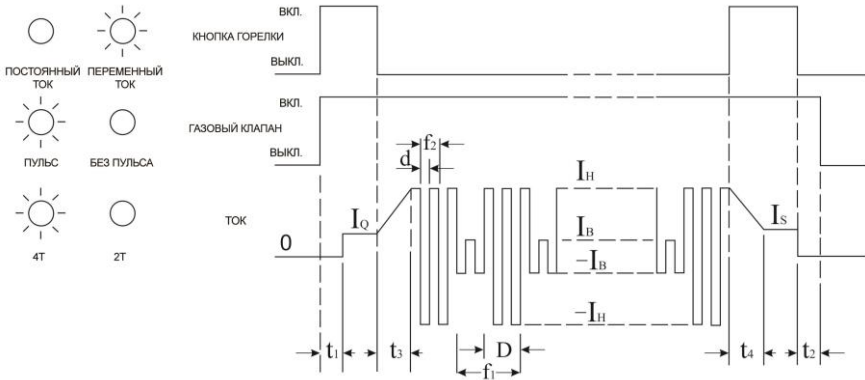 ПОСТОЯННЫЙ ТОК
ПЕРЕМЕННЫЙ ТОК
ПУЛЬС
БЕЗ ПУЛЬСА
4T
2T
КНОПКА ГОРЕЛКИ
ВКЛ.
ВЫКЛ.
ГАЗОВЫЙ КЛАПАН
ВКЛ.
ВЫКЛ.
ТОК
0
IQ
d
f2
IH
IB
–IB
–IH
IS
t1
t3
D
f1
t4
t2